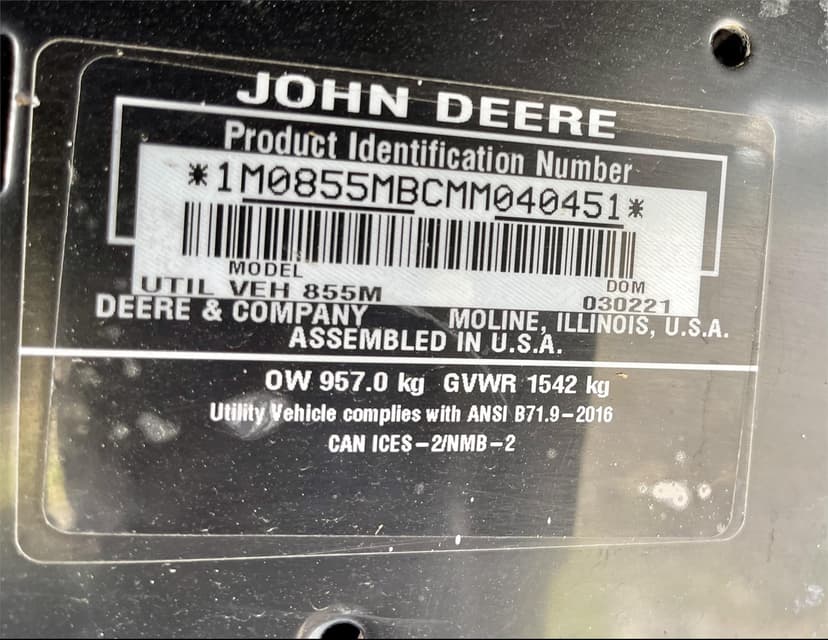 JOHN DEERE
Product Identification Number
*1M0855MBCMM040451*
MODEL DOM
UTIL VEH 855M 030221
DEERE & COMPANY MOLINE, ILLINOIS, U.S.A.
ASSEMBLED IN U.S.A.
OW 957.0 kg GVWR 1542 kg
Utility Vehicle complies with ANSI B71.9-2016
CAN ICES-2/NMB-2